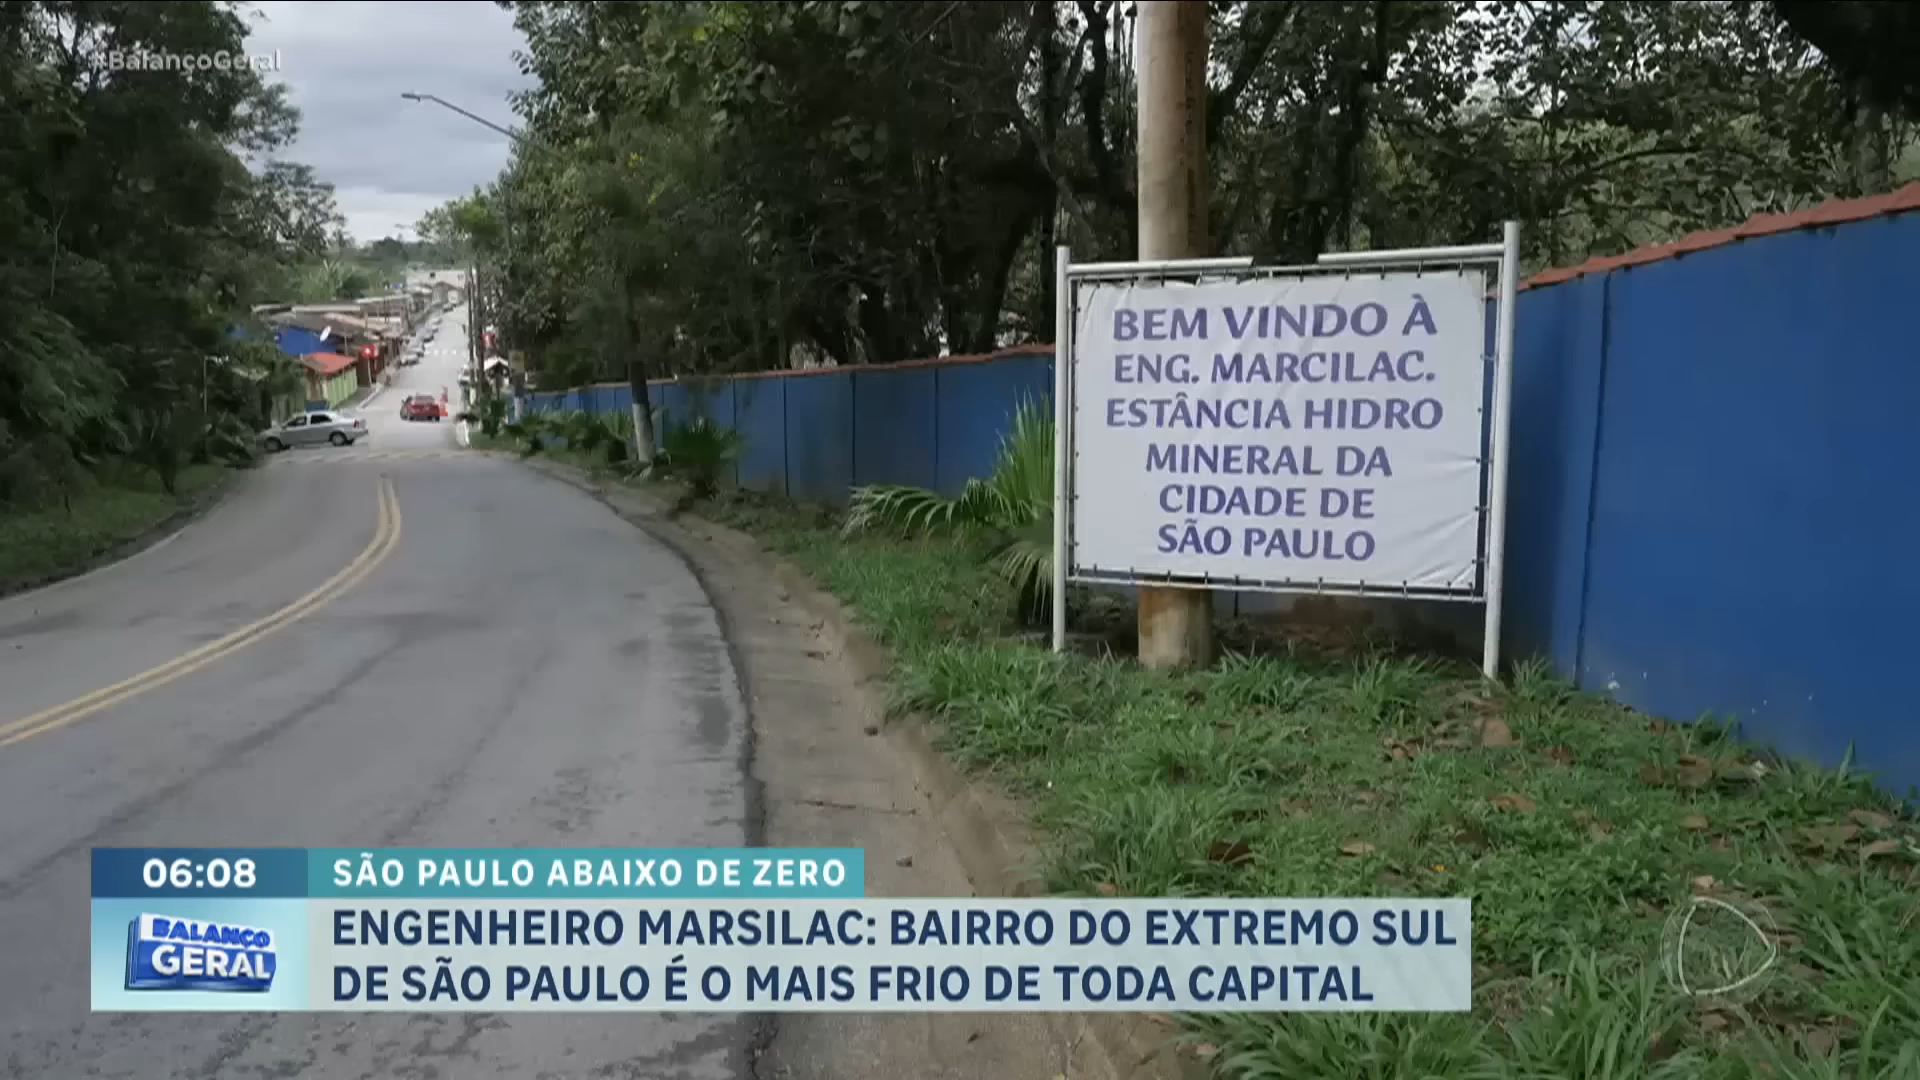 #BalançoGeral
BEM VINDO À
ENG. MARCILAC.
ESTÂNCIA HIDRO
MINERAL DA
CIDADE DE
SÃO PAULO
06:08
SÃO PAULO ABAIXO DE ZERO
BALANÇO
GERAL
ENGENHEIRO MARSILAC: BAIRRO DO EXTREMO SUL
DE SÃO PAULO É O MAIS FRIO DE TODA CAPITAL